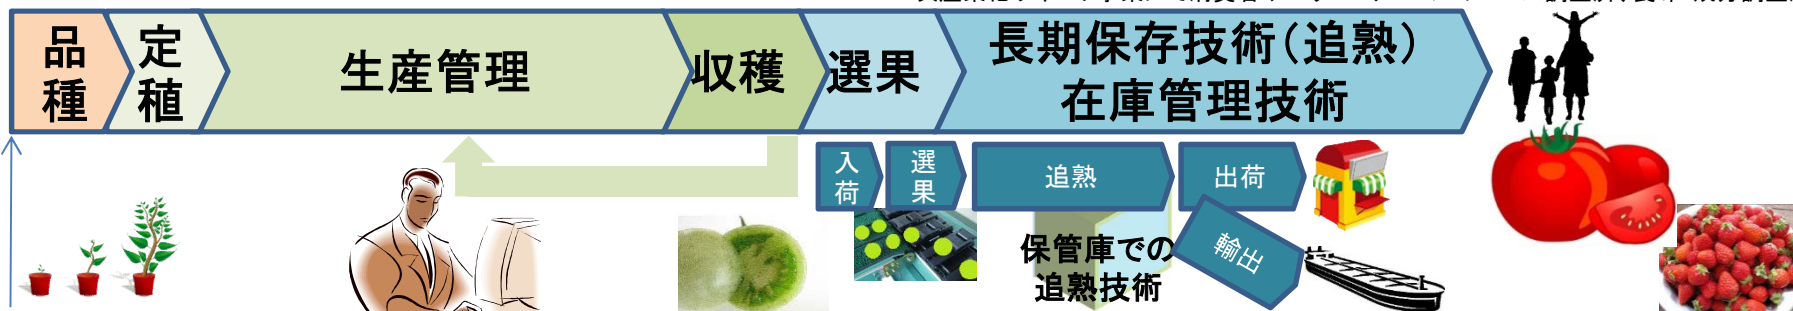 品
種
定
植
生産管理
収穫
選果
長期保存技術(追熟)
在庫管理技術
入
荷
選
果
追熟
出荷
輸出
保管庫での
追熟技術